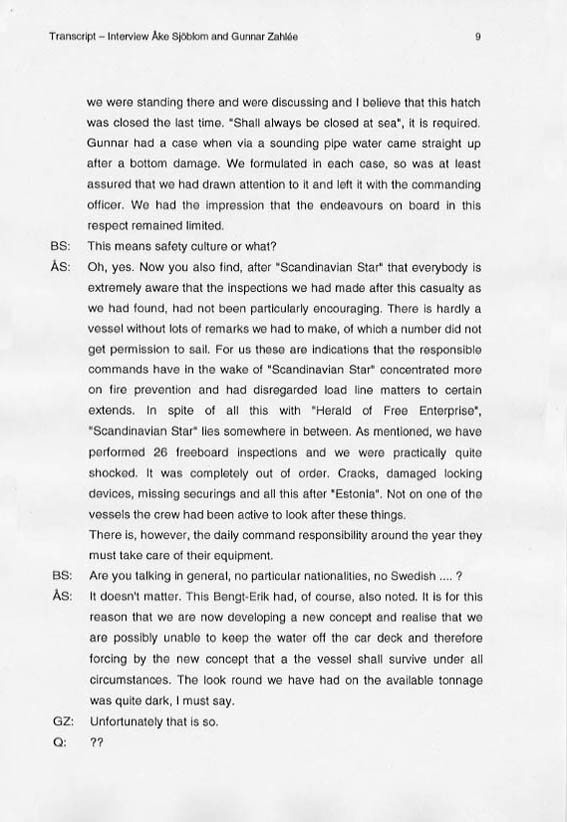 Transcript – Interview Åke Sjöblom and Gunnar Zahlée 9
we were standing there and were discussing and I believe that this hatch
was closed the last time. "Shall always be closed at sea", it is required.
Gunnar had a case when via a sounding pipe water came straight up
after a bottom damage. We formulated in each case, so was at least
assured that we had drawn attention to it and left it with the commanding
officer. We had the impression that the endeavours on board in this
respect remained limited.
BS: This means safety culture or what?
ÅS: Oh, yes. Now you also find, after "Scandinavian Star" that everybody is
extremely aware that the inspections we had made after this casualty as
we had found, had not been particularly encouraging. There is hardly a
vessel without lots of remarks we had to make, of which a number did not
get permission to sail. For us these are indications that the responsible
commands have in the wake of "Scandinavian Star" concentrated more
on fire prevention and had disregarded load line matters to certain
extends. In spite of all this with "Herald of Free Enterprise",
"Scandinavian Star" lies somewhere in between. As mentioned, we have
performed 26 freeboard inspections and we were practically quite
shocked. It was completely out of order. Cracks, damaged locking
devices, missing securings and all this after "Estonia". Not on one of the
vessels the crew had been active to look after these things.
There is, however, the daily command responsibility around the year they
must take care of their equipment.
BS: Are you talking in general, no particular nationalities, no Swedish .... ?
ÅS: It doesn't matter. This Bengt-Erik had, of course, also noted. It is for this
reason that we are now developing a new concept and realise that we
are possibly unable to keep the water off the car deck and therefore
forcing by the new concept that a the vessel shall survive under all
circumstances. The look round we have had on the available tonnage
was quite dark, I must say.
GZ: Unfortunately that is so.
Q: ??